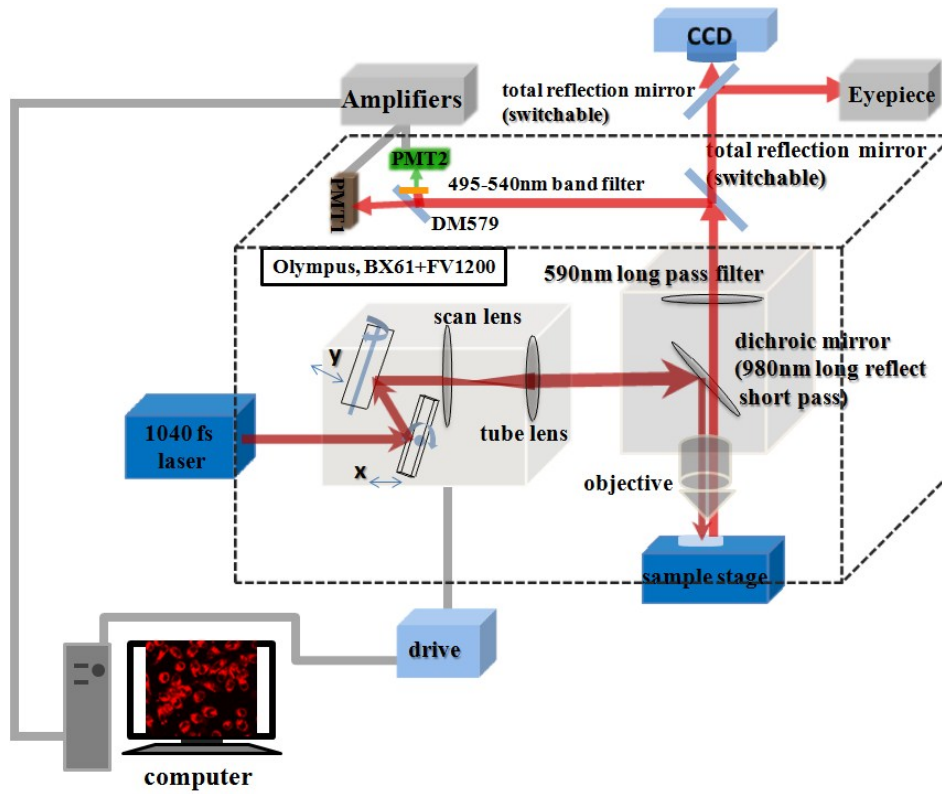 CCD
total reflection mirror
(switchable)
Eyepiece
Amplifiers
PMT2
PMT1
495-540nm band filter
DM579
total reflection mirror
(switchable)
Olympus, BX61+FV1200
590nm long pass filter
scan lens
y
dichroic mirror
(980nm long reflect
short pass)
1040 fs
laser
tube lens
x
objective
sample stage
drive
computer